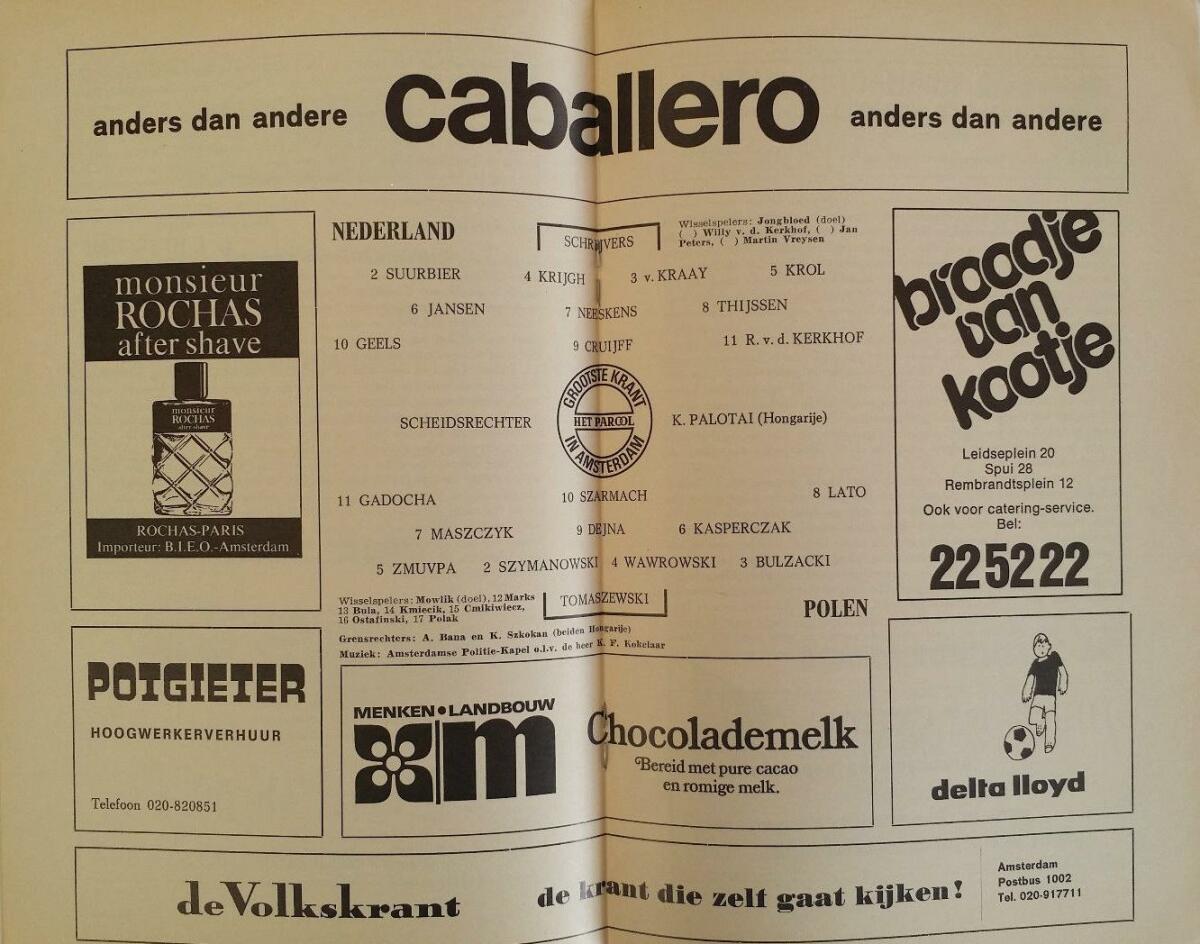 anders dan andere caballero anders dan andere
monsieur
ROCHAS
after shave
monsieur
ROCHAS
after shave
ROCHAS-PARIS
Importeur: B.I.E.O.-Amsterdam
NEDERLAND
SCHRIJVERS
Wisselspelers: Jongbloed (doel)
( ) Willy v. d. Kerkhof, ( ) Jan
Peters, ( ) Martin Vreysen
2 SUURBIER 4 KRIJGH 3 v. KRAAY 5 KROL
6 JANSEN 7 NEESKENS 8 THIJSSEN
10 GEELS 9 CRUIJFF 11 R. v. d. KERKHOF
GROOTSTE KRANT
HET PAROOL
IN AMSTERDAM
SCHEIDSRECHTER K. PALOTAI (Hongarije)
11 GADOCHA 10 SZARMACH 8 LATO
7 MASZCZYK 9 DEJNA 6 KASPERCZAK
5 ZMUVPA 2 SZYMANOWSKI 4 WAWROWSKI 3 BULZACKI
TOMASZEWSKI
POLEN
Wisselspelers: Mowlik (doel), 12 Marks
13 Bula, 14 Kmiecik, 15 Cmikiwiecz,
16 Ostafinski, 17 Polak
Grensrechters: A. Bana en K. Szkokan (beiden Hongarije)
Muziek: Amsterdamse Politie-Kapel o.l.v. de heer K. F. Kokelaar
broodje
van
kootje
Leidseplein 20
Spui 28
Rembrandtsplein 12
Ook voor catering-service.
Bel:
225222
POTGIETER
HOOGWERKERVERHUUR
Telefoon 020-820851
MENKEN•LANDBOUW
m
Chocolademelk
Bereid met pure cacao
en romige melk.
delta lloyd
de Volkskrant de krant die zelf gaat kijken!
Amsterdam
Postbus 1002
Tel. 020-917711